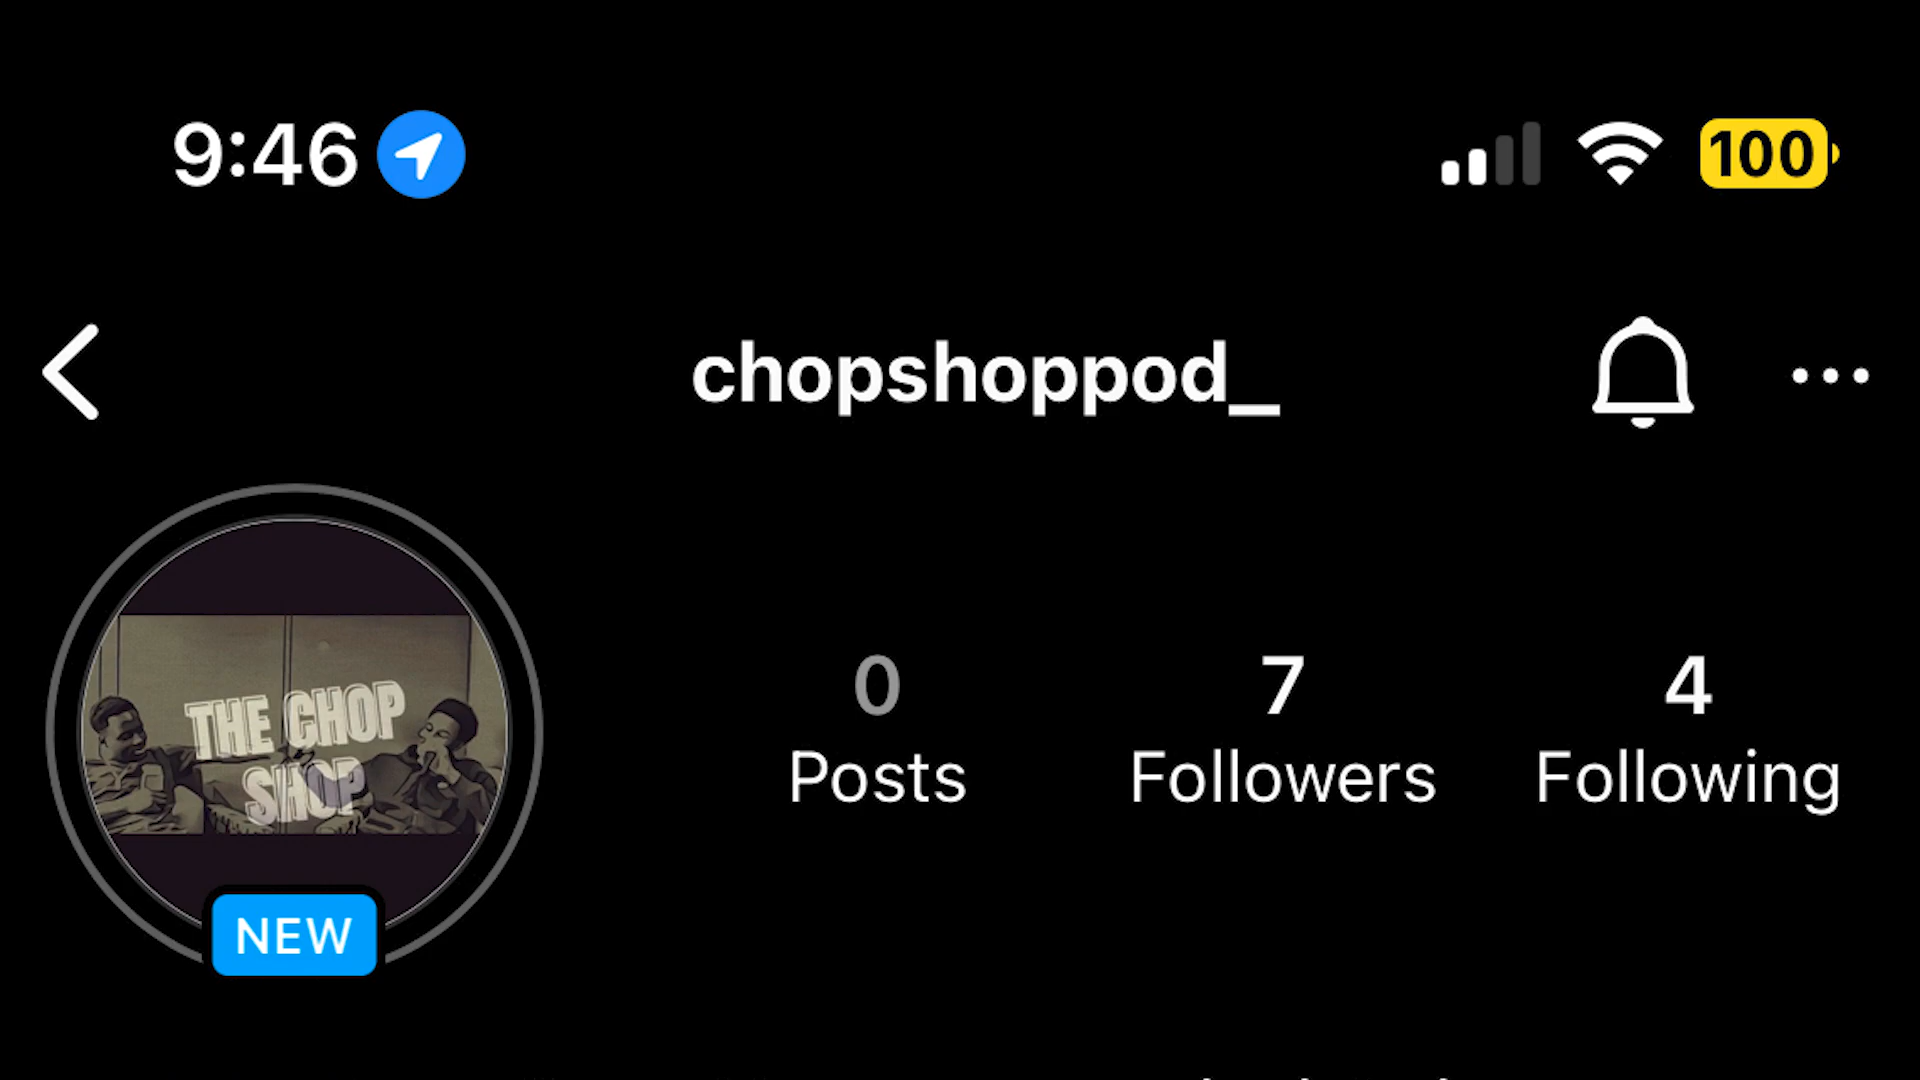 9:46
100
chopshoppod_
THE CHOP
SHOP
NEW
0
Posts
7
Followers
4
Following